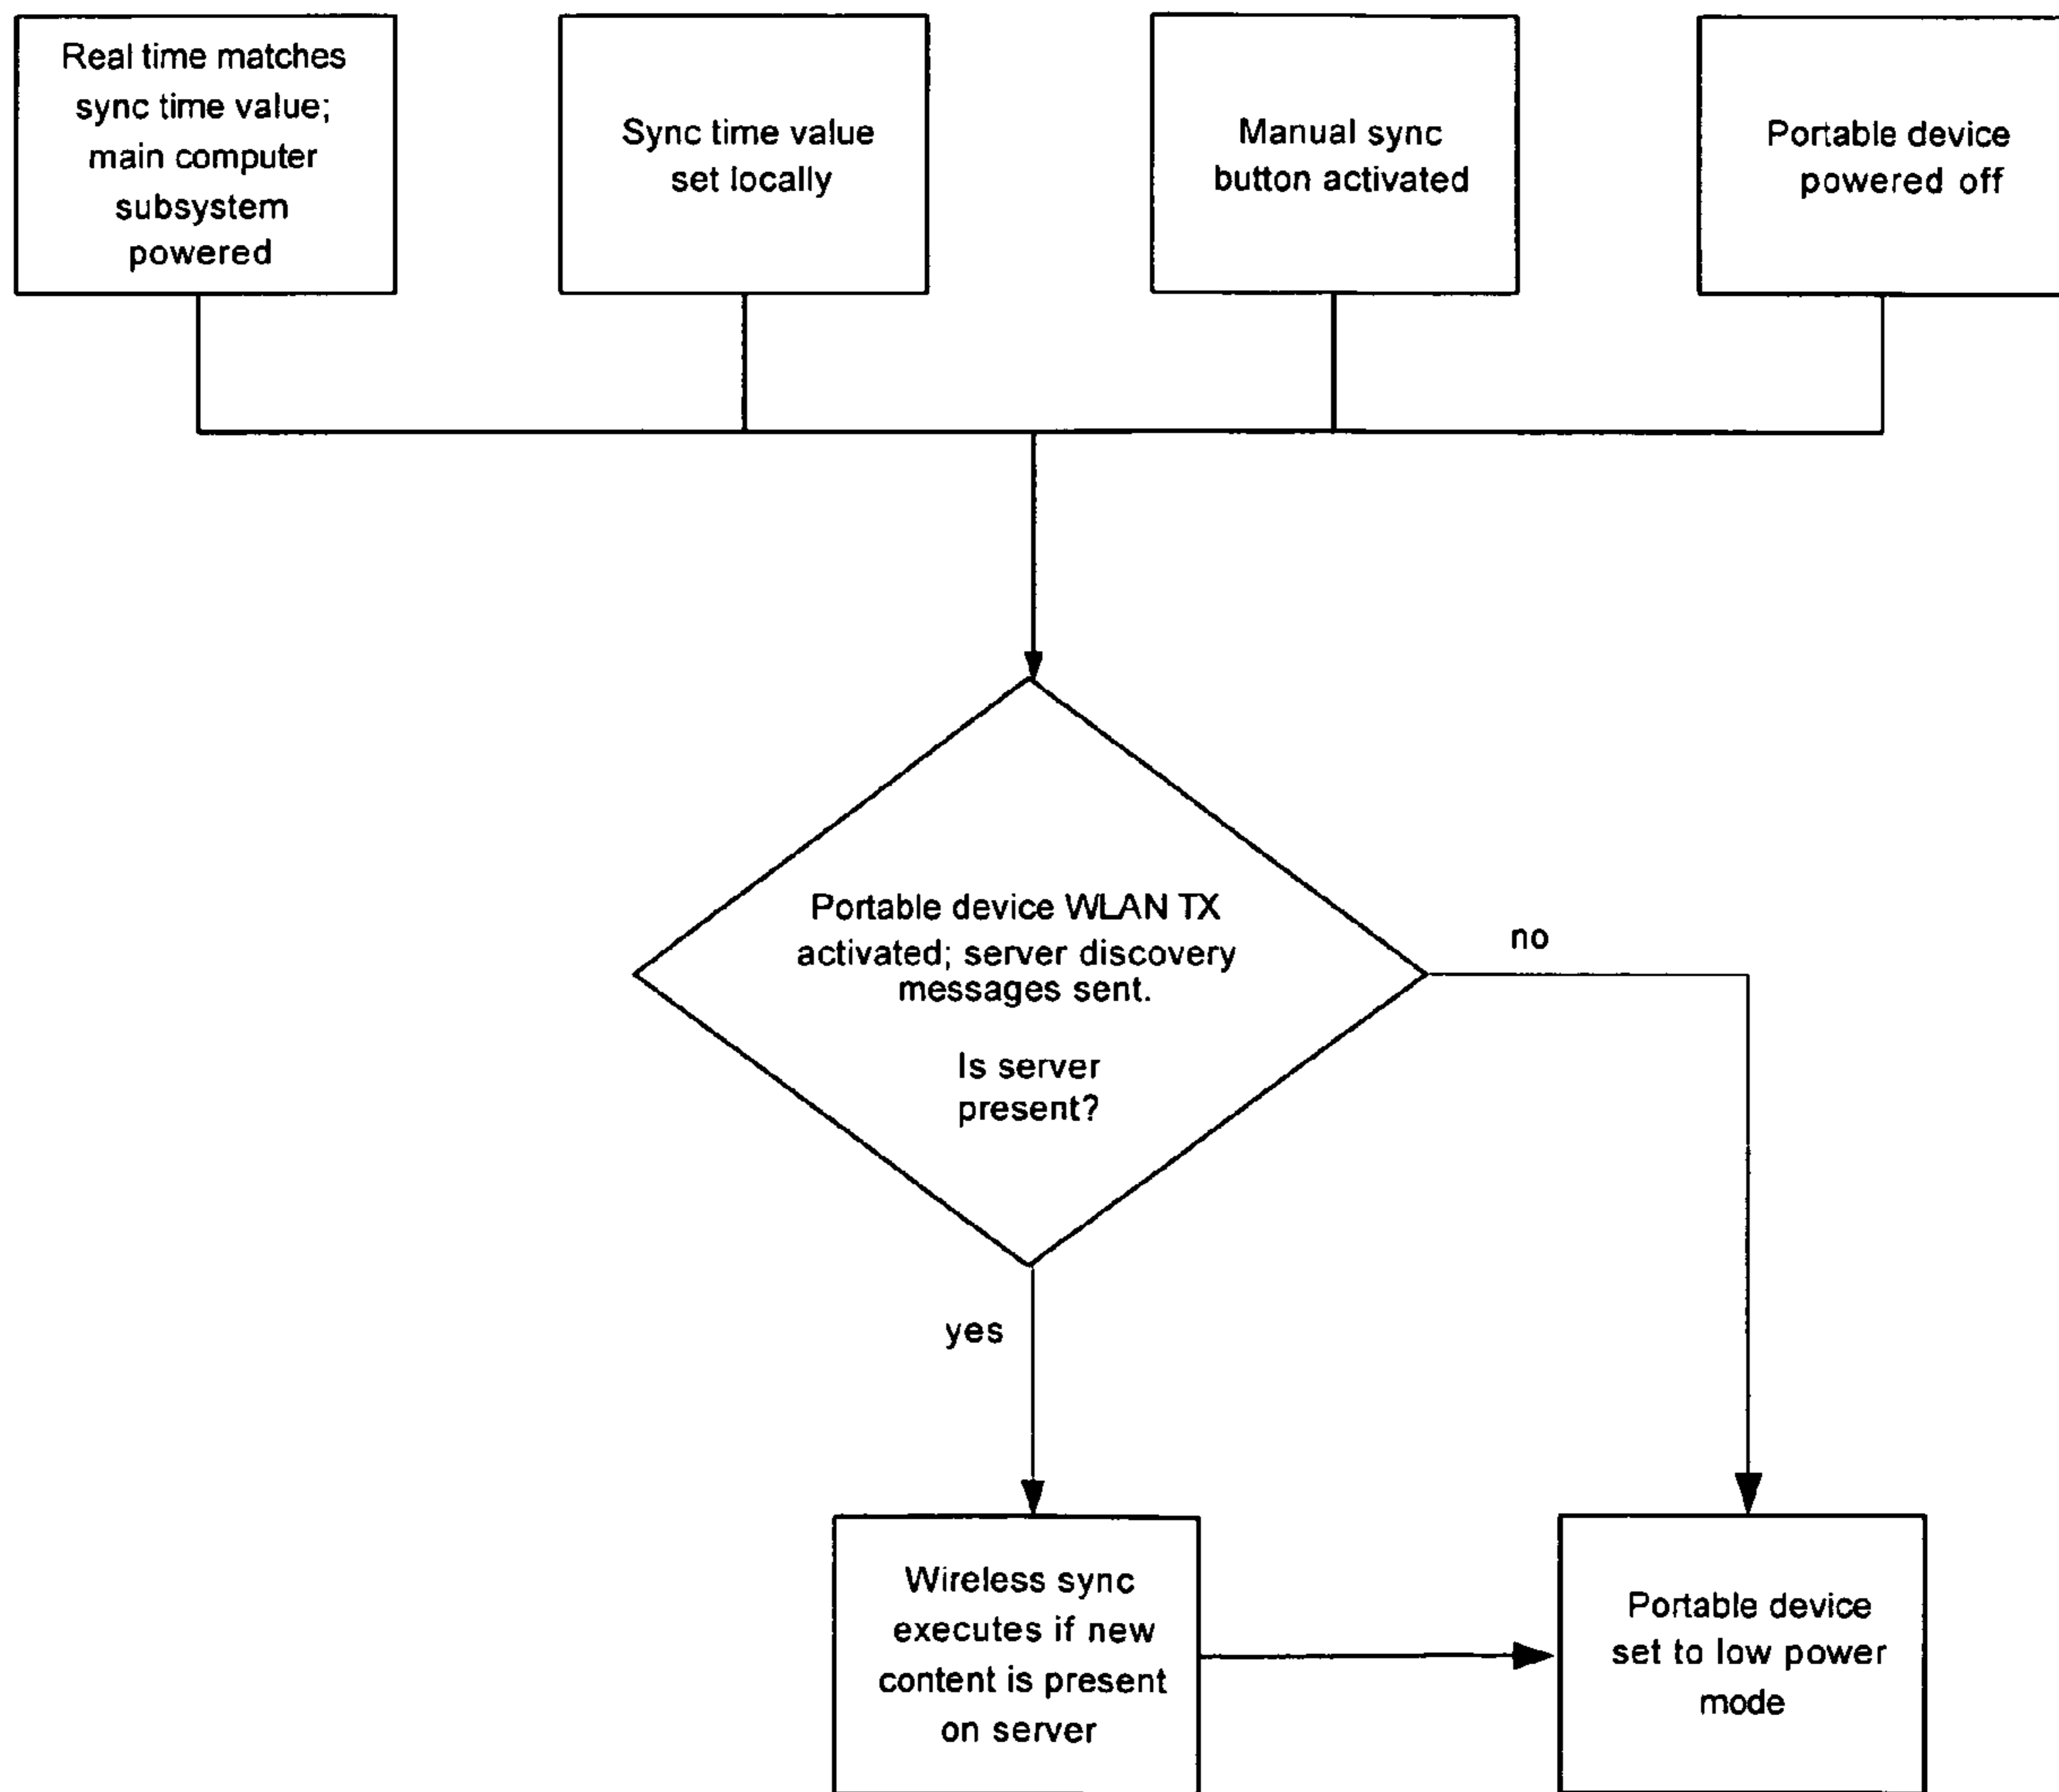 Real time matches
sync time value;
main computer
subsystem
powered
Sync time value
set locally
Manual sync
button activated
Portable device
powered off
Portable device WLAN TX
activated; server discovery
messages sent.
Is server
present?
no
yes
Wireless sync
executes if new
content is present
on server
Portable device
set to low power
mode